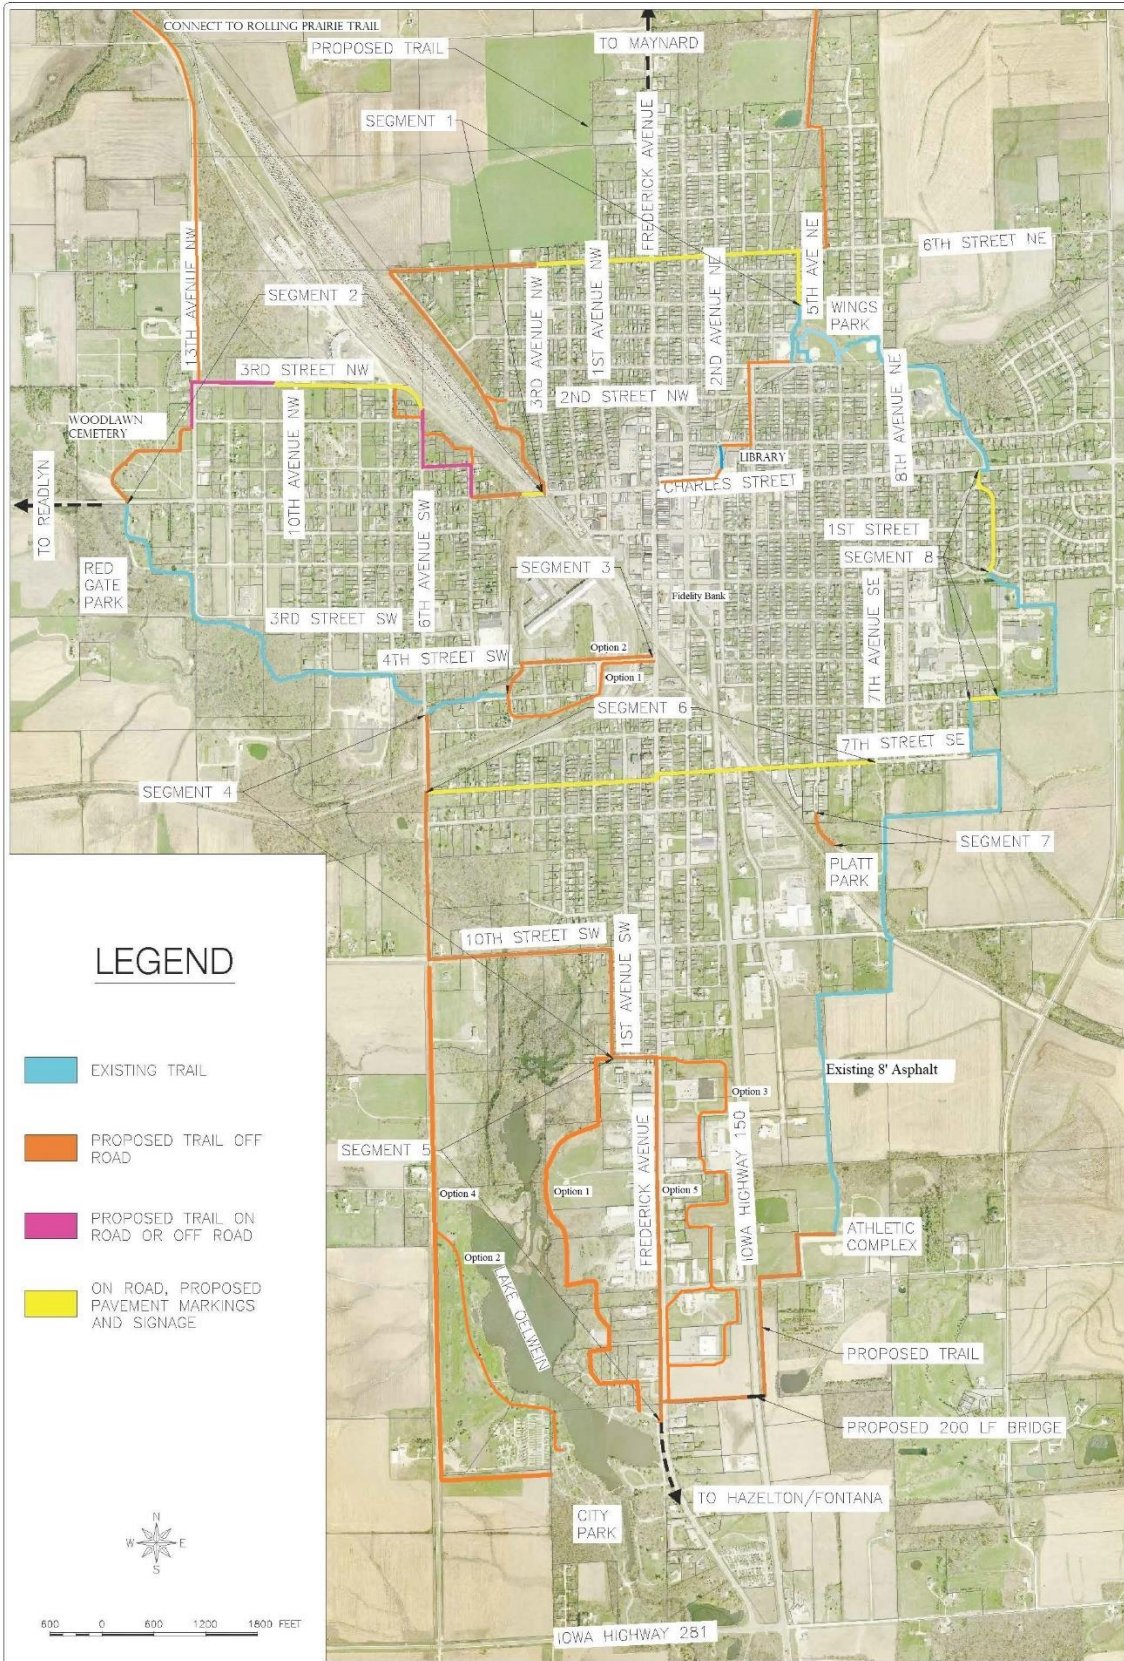 CONNECT TO ROLLING PRAIRIE TRAIL
PROPOSED TRAIL
TO MAYNARD
SEGMENT 1
FREDERICK AVENUE
5TH AVE NE
6TH STREET NE
13TH AVENUE NW
SEGMENT 2
3RD AVENUE NW
1ST AVENUE NW
2ND AVENUE NE
WINGS
PARK
3RD STREET NW
2ND STREET NW
8TH AVENUE NE
WOODLAWN
CEMETERY
10TH AVENUE NW
LIBRARY
CHARLES STREET
TO READLYN
6TH AVENUE SW
1ST STREET
SEGMENT 8
RED
GATE
PARK
SEGMENT 3
Fidelity Bank
7TH AVENUE SE
3RD STREET SW
4TH STREET SW
Option 2
Option 1
SEGMENT 6
7TH STREET SE
SEGMENT 4
SEGMENT 7
PLATT
PARK
10TH STREET SW
1ST AVENUE SW
Existing 8' Asphalt
Option 3
IOWA HIGHWAY 150
SEGMENT 5
FREDERICK AVENUE
Option 4
Option 1
Option 5
ATHLETIC
COMPLEX
Option 2
LAKE OELWEIN
PROPOSED TRAIL
PROPOSED 200 LF BRIDGE
TO HAZELTON/FONTANA
CITY
PARK
IOWA HIGHWAY 281
LEGEND
EXISTING TRAIL
PROPOSED TRAIL OFF
ROAD
PROPOSED TRAIL ON
ROAD OR OFF ROAD
ON ROAD, PROPOSED
PAVEMENT MARKINGS
AND SIGNAGE
N
W E
S
600 0 600 1200 1800 FEET